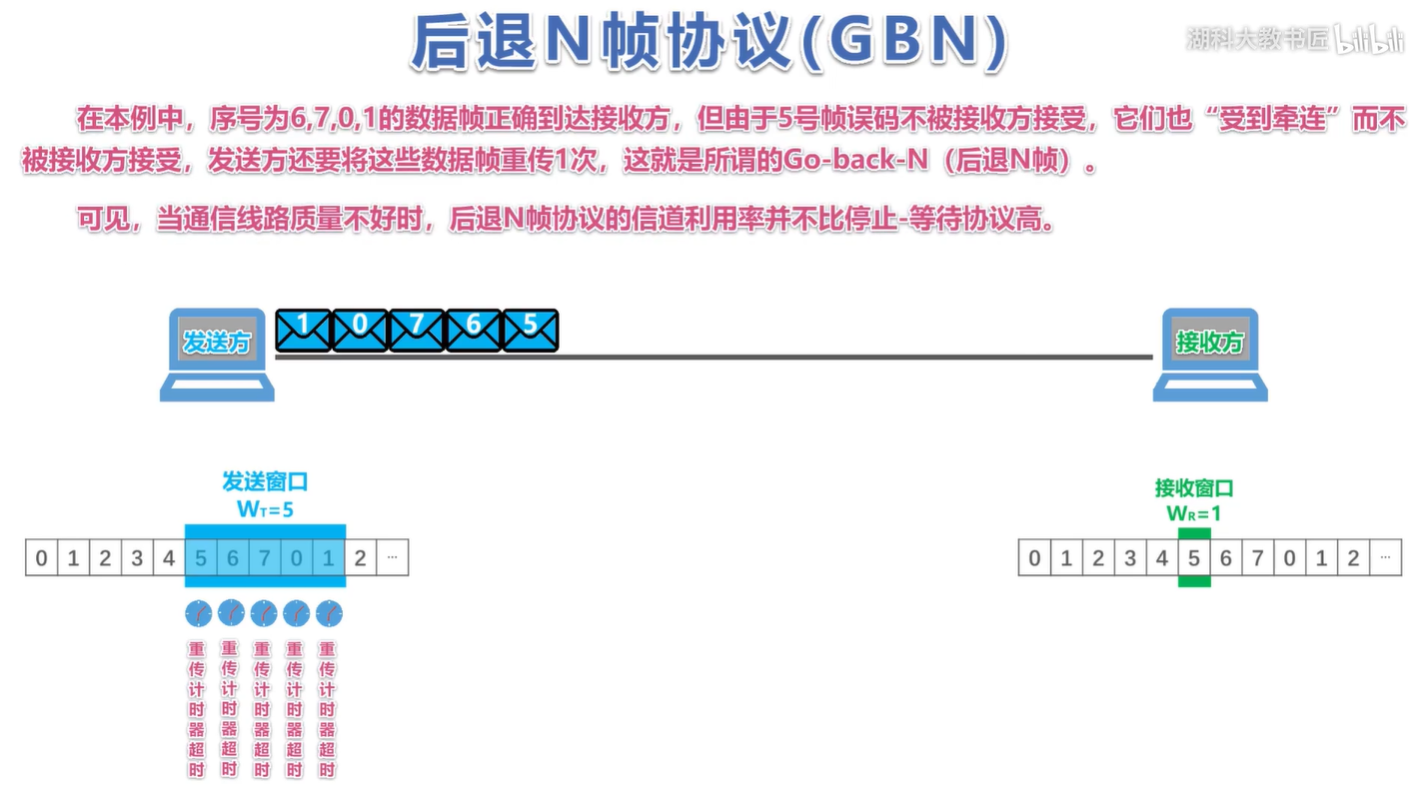 后退N帧协议(GBN)
湖科大教书匠 bilibili
在本例中，序号为6,7,0,1的数据帧正确到达接收方，但由于5号帧误码不被接收方接受，它们也“受到牵连”而不
被接收方接受，发送方还要将这些数据帧重传1次，这就是所谓的Go-back-N（后退N帧）。
可见，当通信线路质量不好时，后退N帧协议的信道利用率并不比停止-等待协议高。
发送方
1 0 7 6 5
接收方
发送窗口
WT=5
0 1 2 3 4 5 6 7 0 1 2 ...
重传计时器超时
重传计时器超时
重传计时器超时
重传计时器超时
重传计时器超时
接收窗口
WR=1
0 1 2 3 4 5 6 7 0 1 2 ...